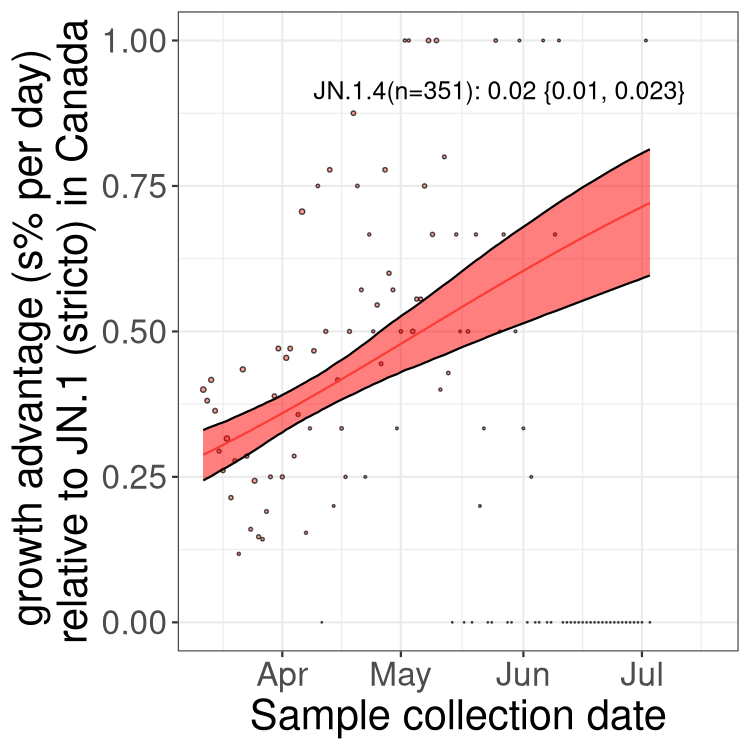 growth advantage (s% per day)
relative to JN.1 (stricto) in Canada
1.00
0.75
0.50
0.25
0.00
JN.1.4(n=351): 0.02 {0.01, 0.023}
Apr May Jun Jul
Sample collection date